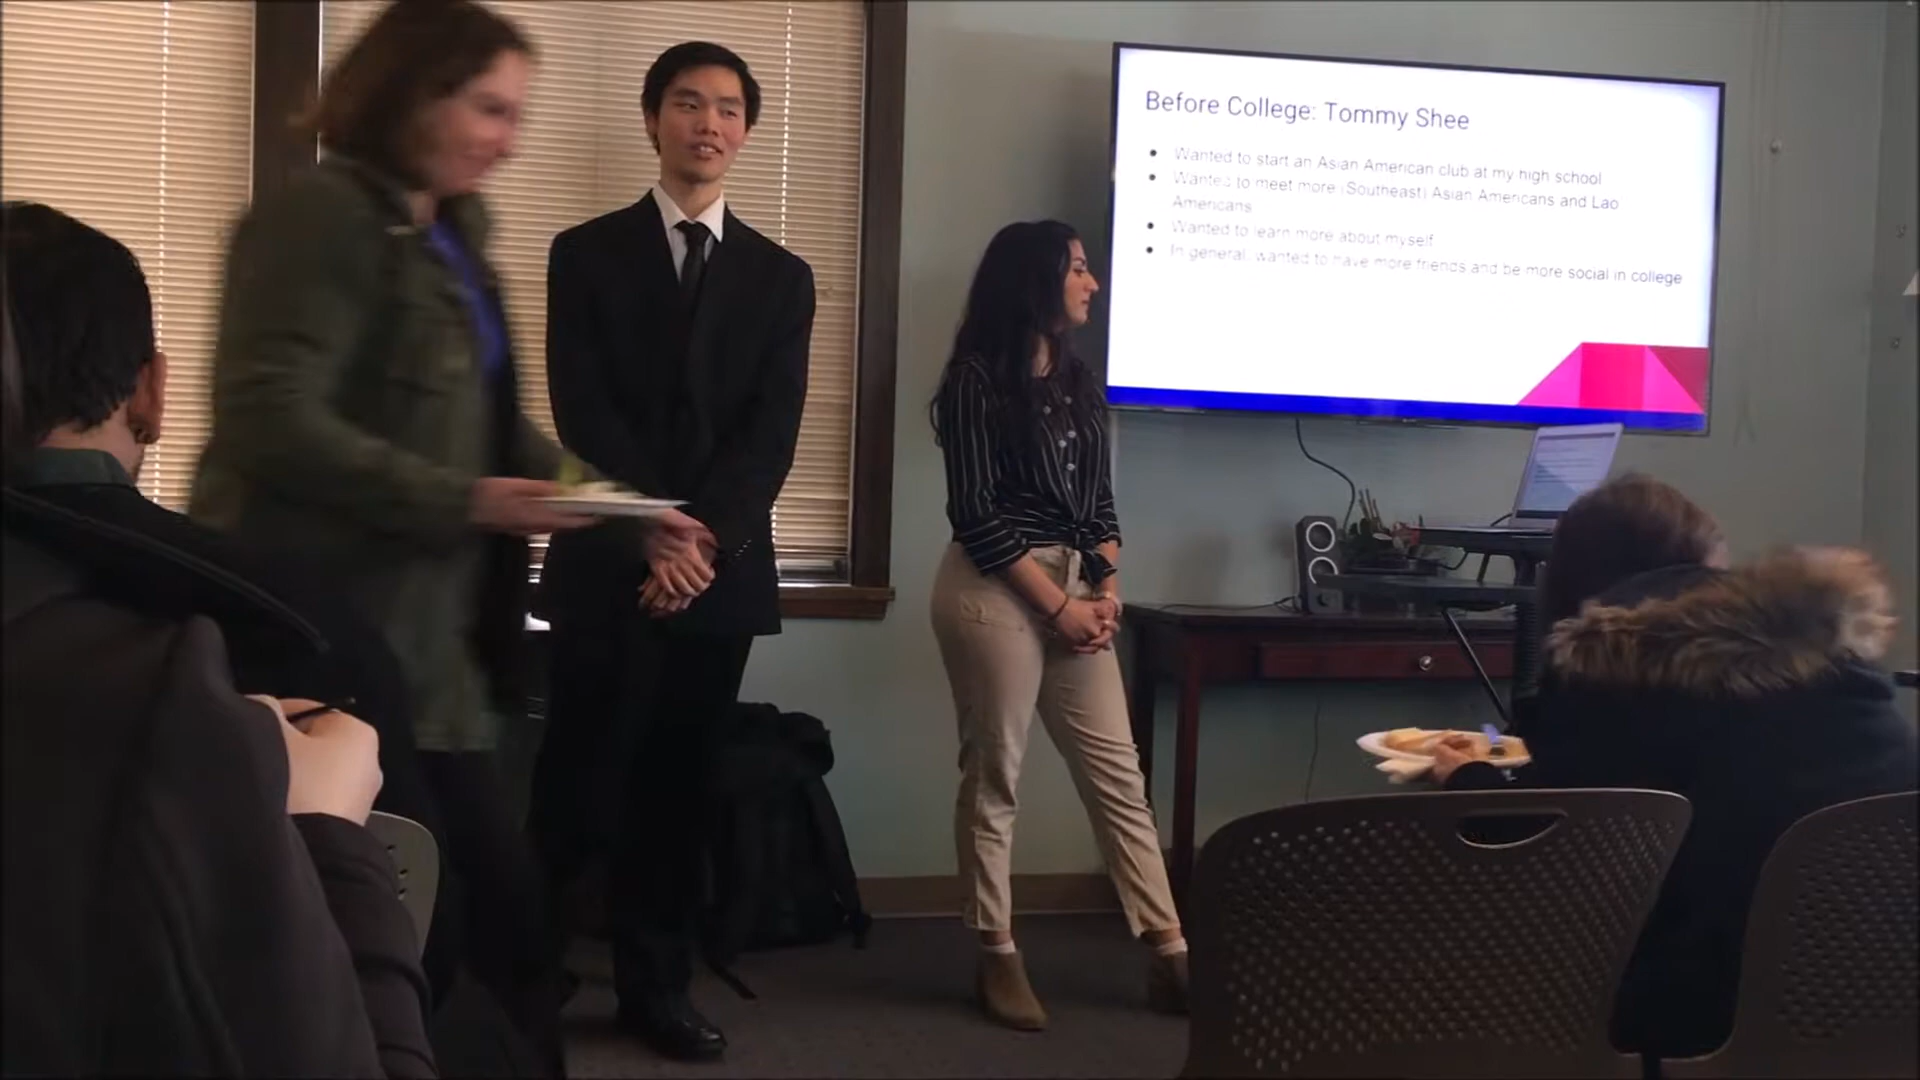 Before College: Tommy Shee
Wanted to start an Asian American club at my high school
Wanted to meet more (Southeast) Asian Americans and Lao
Americans
Wanted to learn more about myself
In general, wanted to have more friends and be more social in college